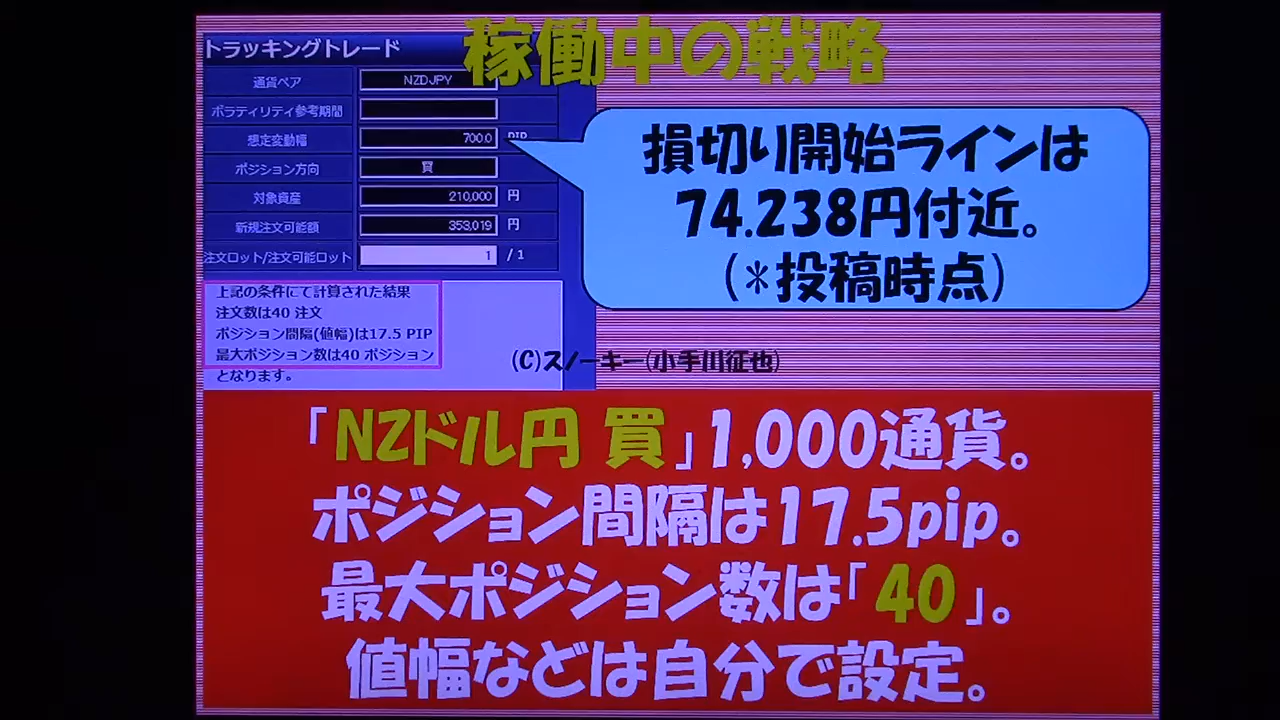 稼働中の戦略
トラッキングトレード
通貨ペア NZDJPY
ボラティリティ参考期間
想定変動幅 700.0 PIP
ポジション方向 買
対象資産 210,000 円
新規注文可能額 353,019 円
注文ロット/注文可能ロット 1 / 1
上記の条件にて計算された結果
注文数は40 注文
ポジション間隔(値幅)は17.5 PIP
最大ポジション数は40 ポジション
となります。
損切り開始ラインは
74.238円付近。
(*投稿時点)
(C)スノーキー(小手川征也)
「NZドル円 買」1,000通貨。
ポジション間隔は17.5pip。
最大ポジション数は「40」。
値幅などは自分で設定。